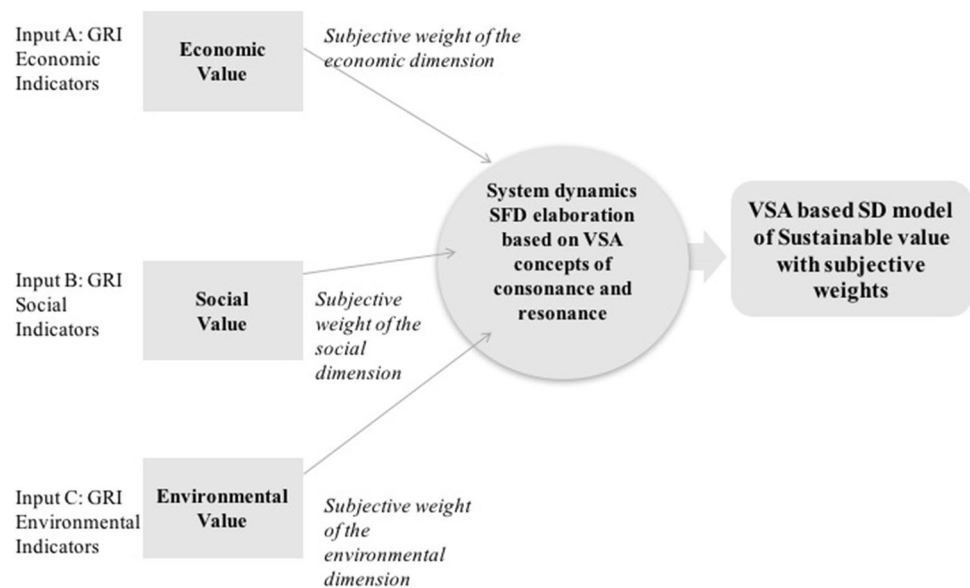 Input A: GRI
Economic
Indicators
Economic
Value
Subjective weight of the
economic dimension
Input B: GRI
Social
Indicators
Social
Value
Subjective
weight of the
social
dimension
Input C: GRI
Environmental
Indicators
Environmental
Value
Subjective weight
of the
environmental
dimension
System dynamics
SFD elaboration
based on VSA
concepts of
consonance and
resonance
VSA based SD model
of Sustainable value
with subjective
weights